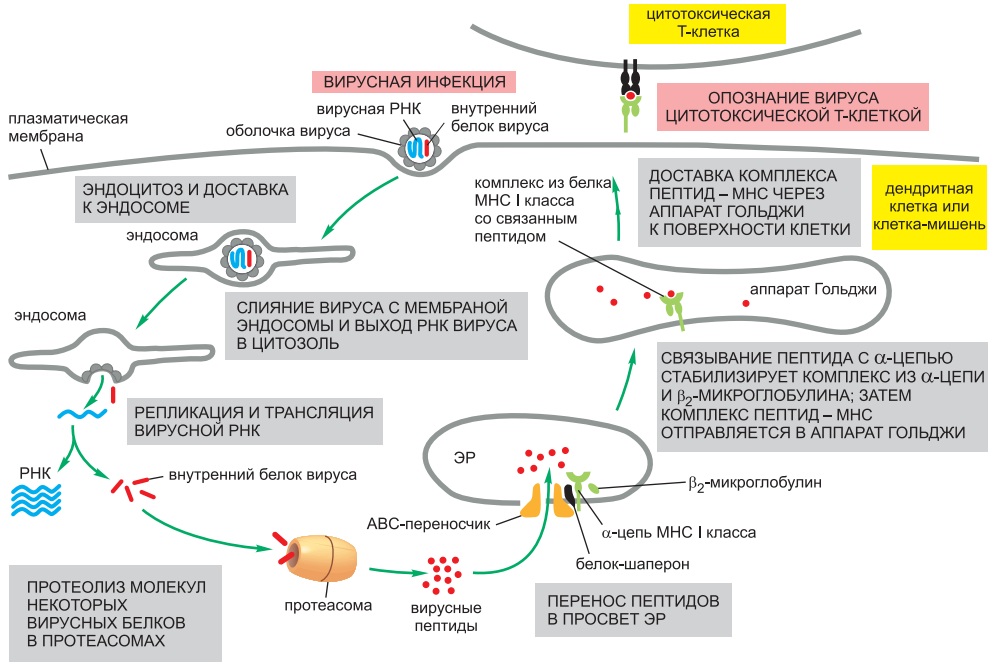 цитотоксическая
Т-клетка
ВИРУСНАЯ ИНФЕКЦИЯ
вирусная РНК
внутренний
белок вируса
оболочка вируса
плазматическая
мембрана
ОПОЗНАНИЕ ВИРУСА
ЦИТОТОКСИЧЕСКОЙ Т-КЛЕТКОЙ
ЭНДОЦИТОЗ И ДОСТАВКА
К ЭНДОСОМЕ
комплекс из белка
МНС I класса
со связанным
пептидом
ДОСТАВКА КОМПЛЕКСА
ПЕПТИД – МНС ЧЕРЕЗ
АППАРАТ ГОЛЬДЖИ
К ПОВЕРХНОСТИ КЛЕТКИ
дендритная
клетка или
клетка-мишень
эндосома
аппарат Гольджи
СЛИЯНИЕ ВИРУСА С МЕМБРАНОЙ
ЭНДОСОМЫ И ВЫХОД РНК ВИРУСА
В ЦИТОЗОЛЬ
эндосома
СВЯЗЫВАНИЕ ПЕПТИДА С α-ЦЕПЬЮ
СТАБИЛИЗИРУЕТ КОМПЛЕКС ИЗ α-ЦЕПИ
И β₂-МИКРОГЛОБУЛИНА; ЗАТЕМ
КОМПЛЕКС ПЕПТИД – МНС
ОТПРАВЛЯЕТСЯ В АППАРАТ ГОЛЬДЖИ
РЕПЛИКАЦИЯ И ТРАНСЛЯЦИЯ
ВИРУСНОЙ РНК
ЭР
РНК
внутренний белок вируса
β₂-микроглобулин
АВС-переносчик
α-цепь МНС I класса
белок-шаперон
протеасома
вирусные
пептиды
ПРОТЕОЛИЗ МОЛЕКУЛ
НЕКОТОРЫХ
ВИРУСНЫХ БЕЛКОВ
В ПРОТЕАСОМАХ
ПЕРЕНОС ПЕПТИДОВ
В ПРОСВЕТ ЭР